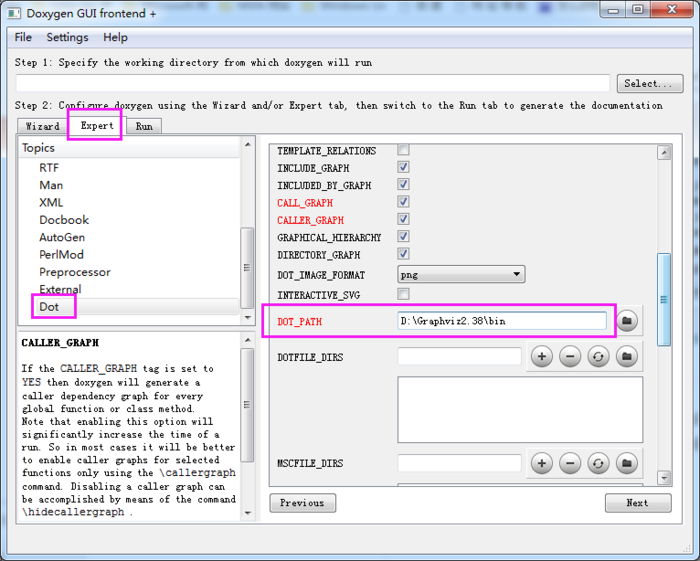 Doxygen GUI frontend +
File Settings Help
Step 1: Specify the working directory from which doxygen will run
Select...
Step 2: Configure doxygen using the Wizard and/or Expert tab, then switch to the Run tab to generate the documentation
Wizard Expert Run
Topics
RTF
Man
XML
Docbook
AutoGen
PerlMod
Preprocessor
External
Dot
CALLER_GRAPH
If the CALLER_GRAPH tag is set to
YES then doxygen will generate a
caller dependency graph for every
global function or class method.
Note that enabling this option will
significantly increase the time of a
run. So in most cases it will be better
to enable caller graphs for selected
functions only using the \callergraph
command. Disabling a caller graph can
be accomplished by means of the command
\hidecallergraph .
TEMPLATE_RELATIONS
INCLUDE_GRAPH
INCLUDED_BY_GRAPH
CALL_GRAPH
CALLER_GRAPH
GRAPHICAL_HIERARCHY
DIRECTORY_GRAPH
DOT_IMAGE_FORMAT png
INTERACTIVE_SVG
DOT_PATH D:\Graphviz2.38\bin
DOTFILE_DIRS
MSCFILE_DIRS
Previous Next